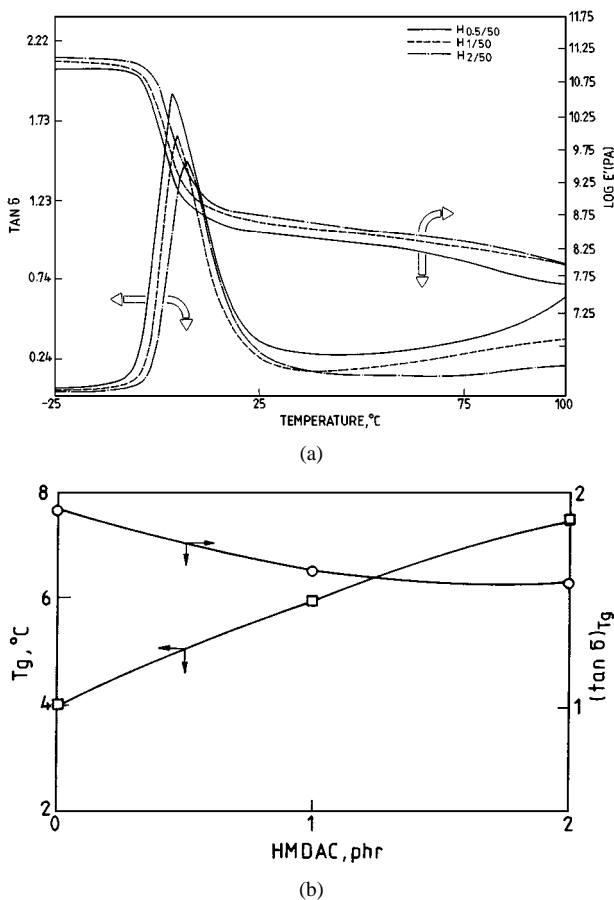 2.22
1.73
1.23
0.74
0.24
TAN δ
11.75
11.25
10.75
10.25
9.75
9.25
8.75
8.25
7.75
7.25
LOG E'(PA)
H0.5/50
H1/50
H2/50
-25
25
75
100
TEMPERATURE,°C
(a)
8
6
4
2
Tg, °C
2
1
(tan δ)Tg
0
1
2
HMDAC, phr
(b)